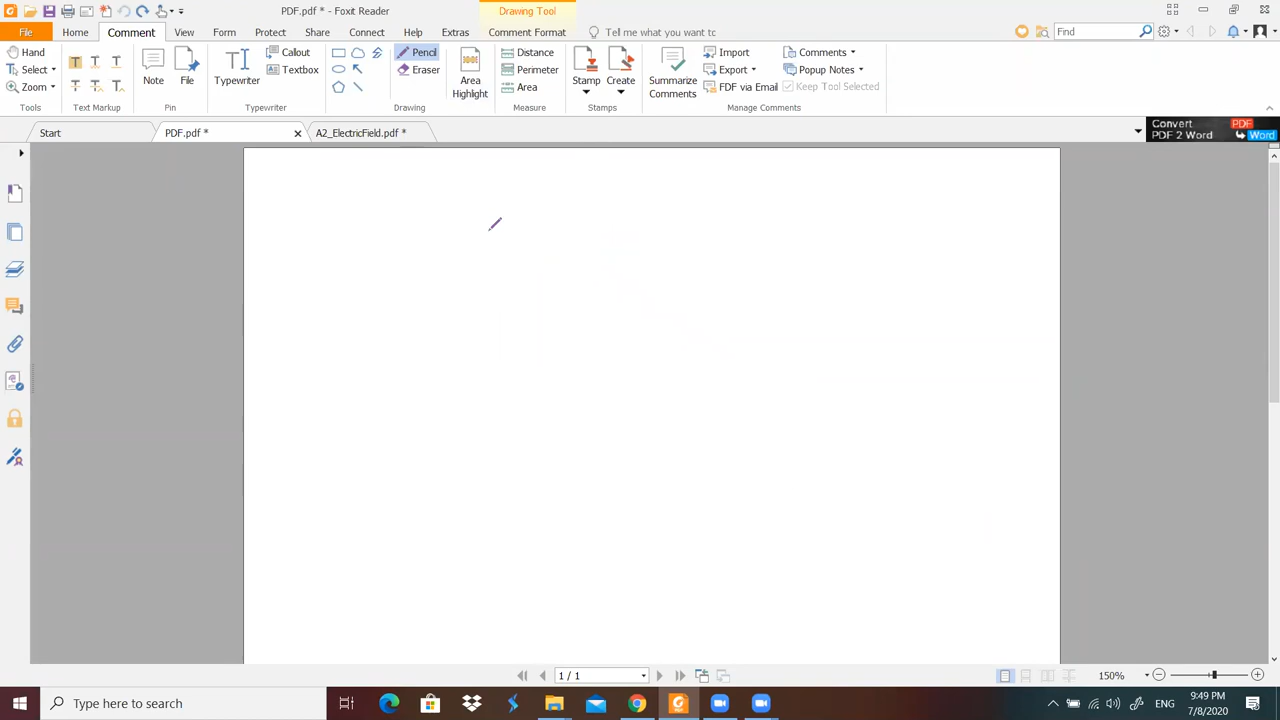 PDF.pdf * - Foxit Reader
Drawing Tool
File
Home
Comment
View
Form
Protect
Share
Connect
Help
Extras
Comment Format
Tell me what you want tc
Find
Hand
Select
Zoom
Tools
Text Markup
Note
File
Pin
Typewriter
Callout
Textbox
Typewriter
Pencil
Eraser
Drawing
Area
Highlight
Distance
Perimeter
Area
Measure
Stamp
Create
Stamps
Summarize
Comments
Import
Export
FDF via Email
Comments
Popup Notes
Keep Tool Selected
Manage Comments
Start
PDF.pdf *
A2_ElectricField.pdf *
Convert PDF
PDF 2 Word Word
1 / 1
150%
Type here to search
ENG
9:49 PM
7/8/2020